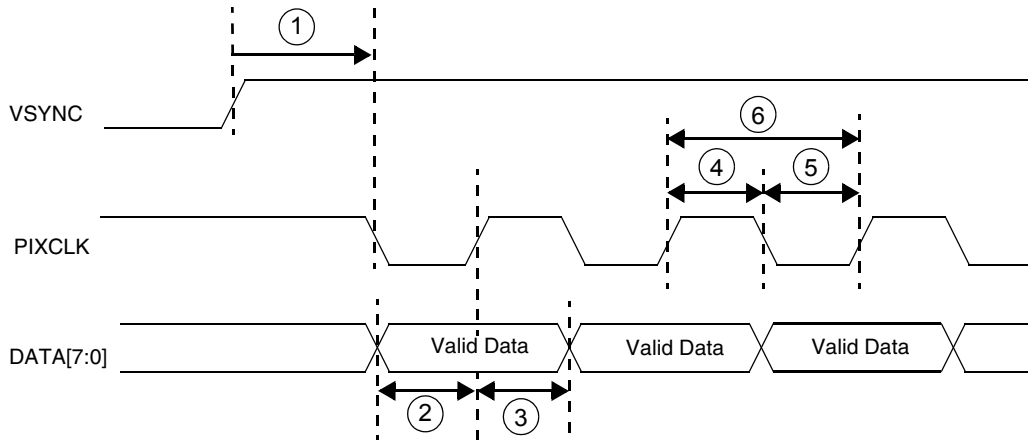 1
VSYNC
6
4
5
PIXCLK
DATA[7:0]
Valid Data
Valid Data
Valid Data
2
3